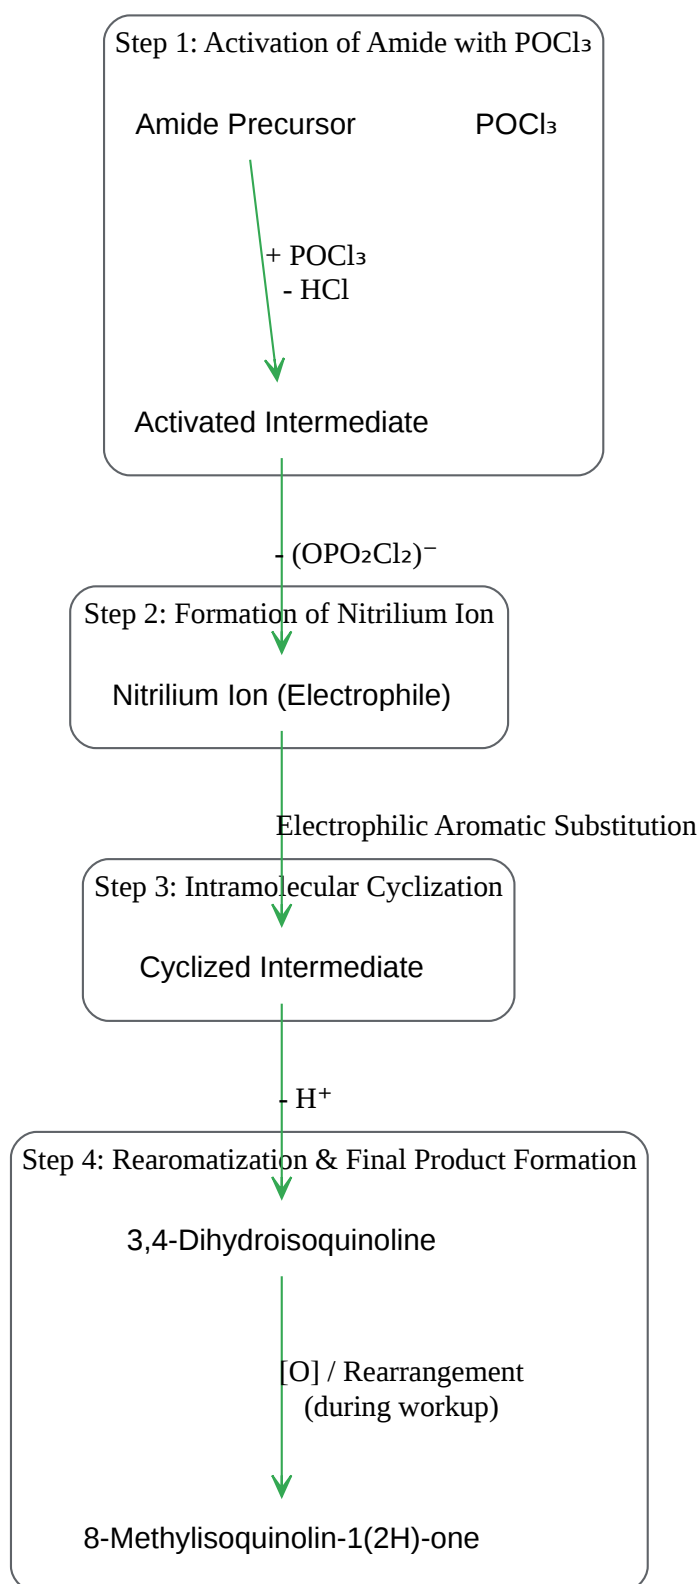 Step 1: Activation of Amide with POCl₃
Amide Precursor
POCl₃
+ POCl₃
- HCl
Activated Intermediate
- (OPO₂Cl₂)⁻
Step 2: Formation of Nitrilium Ion
Nitrilium Ion (Electrophile)
Electrophilic Aromatic Substitution
Step 3: Intramolecular Cyclization
Cyclized Intermediate
- H⁺
Step 4: Rearomatization & Final Product Formation
3,4-Dihydroisoquinoline
[O] / Rearrangement
(during workup)
8-Methylisoquinolin-1(2H)-one